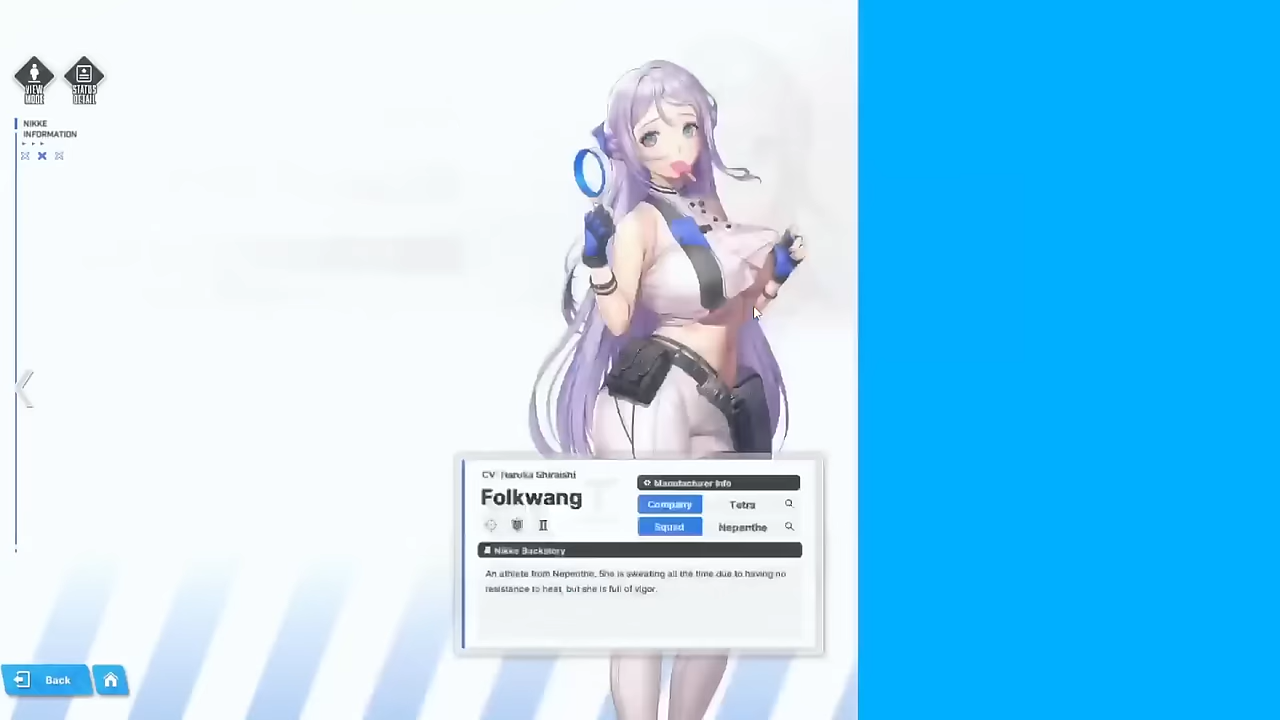 VIEW
MODE
STATUS
DETAIL
NIKKE
INFORMATION
CV Haruka Shiraishi
Folkwang
Manufacturer Info
Company Tetra
Squad Nepenthe
Nikke Backstory
An athlete from Nepenthe. She is sweating all the time due to having no
resistance to heat, but she is full of vigor.
Back